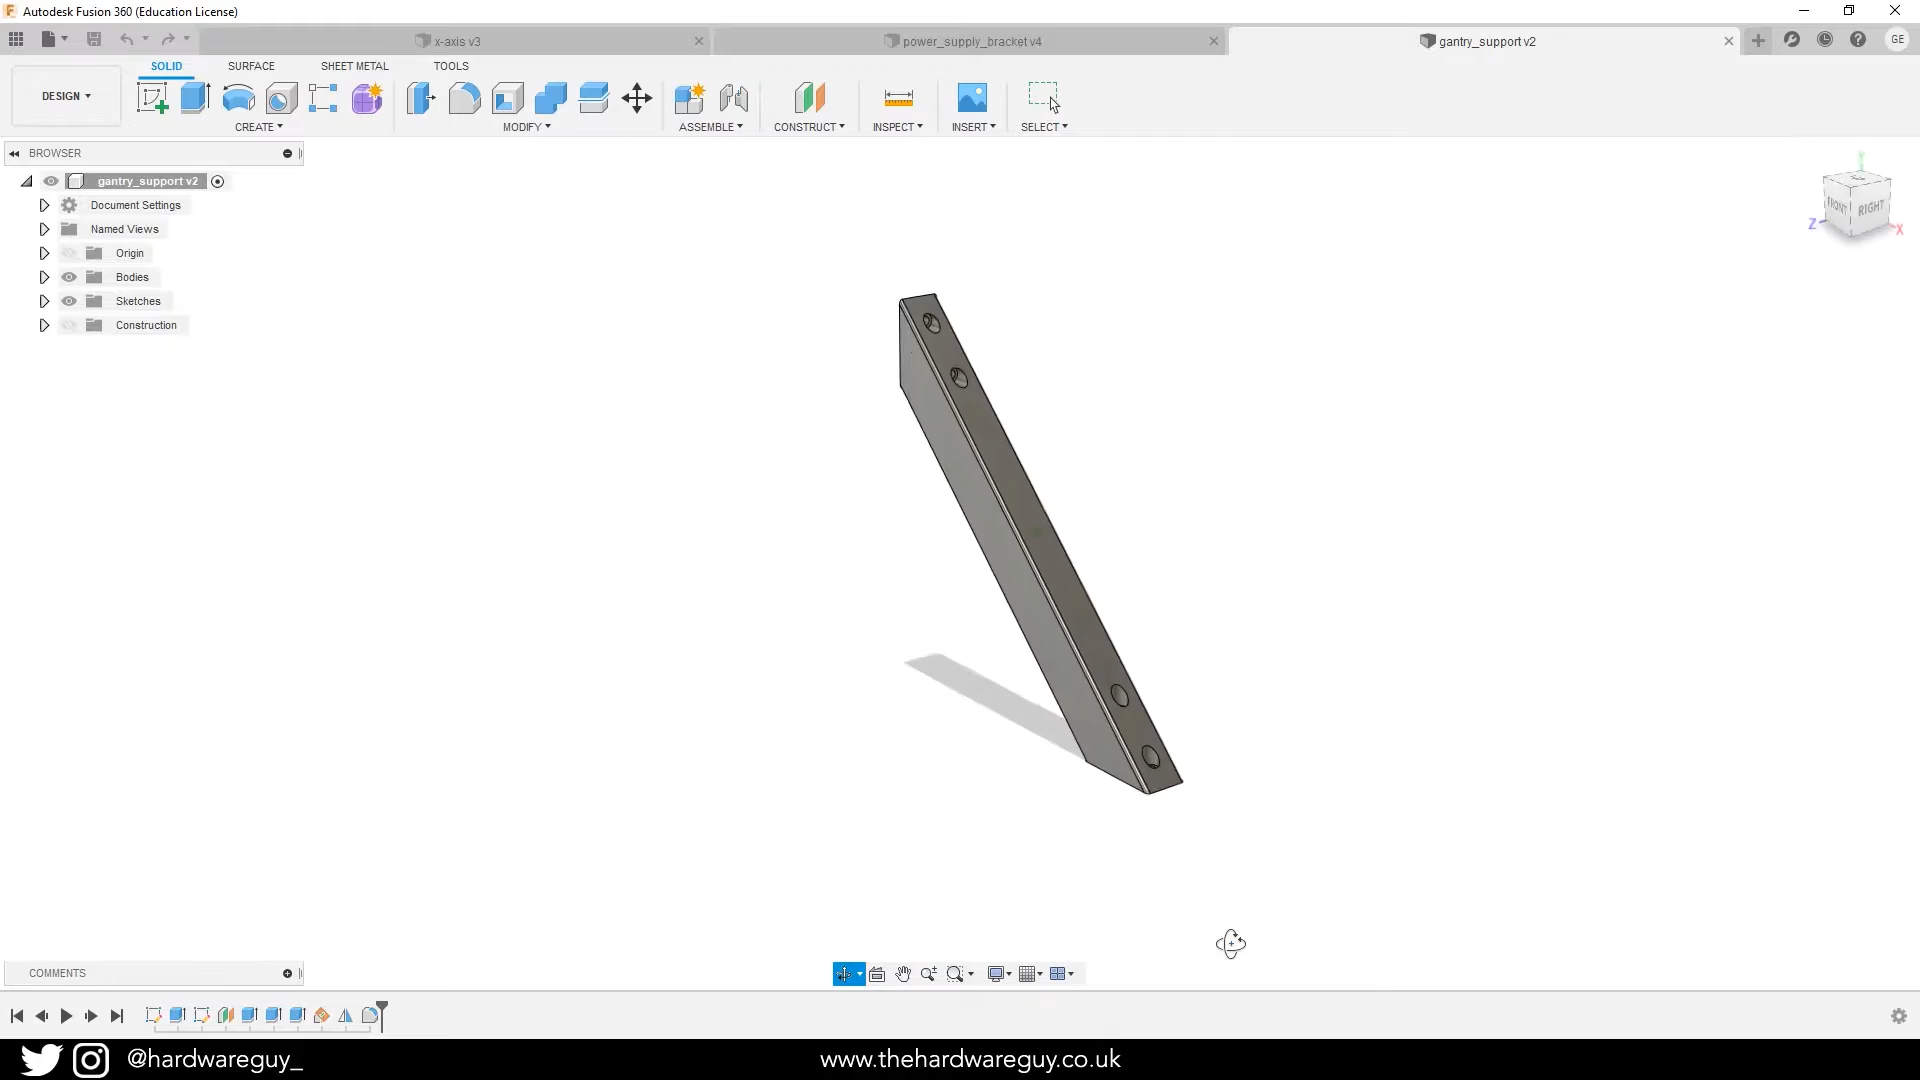 Autodesk Fusion 360 (Education License)
x-axis v3
power_supply_bracket v4
gantry_support v2
GE
DESIGN
SOLID
SURFACE
SHEET METAL
TOOLS
CREATE
MODIFY
ASSEMBLE
CONSTRUCT
INSPECT
INSERT
SELECT
BROWSER
gantry_support v2
Document Settings
Named Views
Origin
Bodies
Sketches
Construction
FRONT
RIGHT
Z
X
COMMENTS
@hardwareguy_
www.thehardwareguy.co.uk